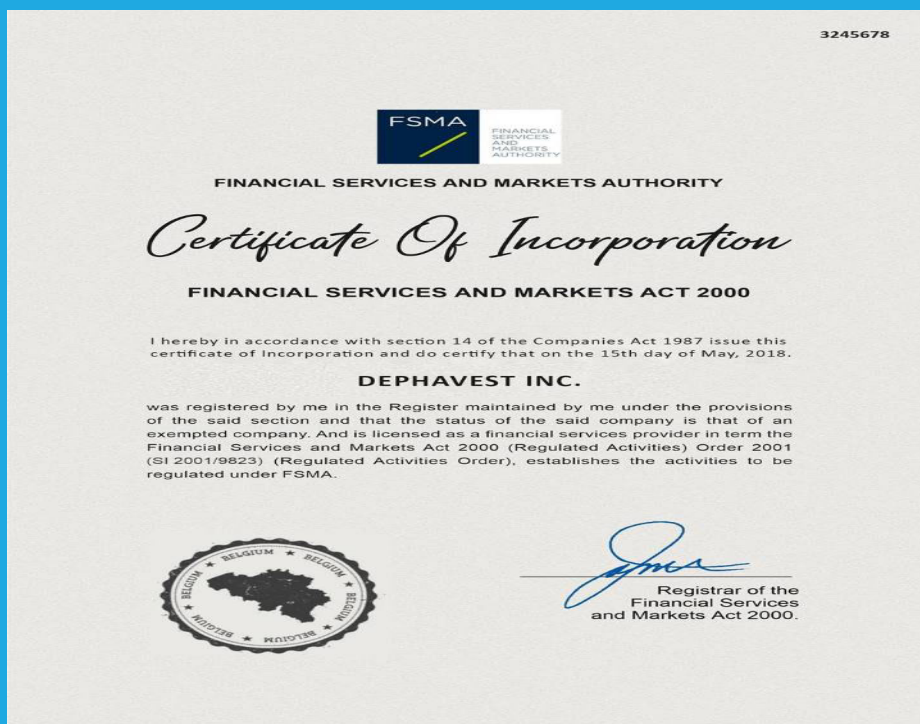 3245678
FSMA
FINANCIAL
SERVICES
AND
MARKETS
AUTHORITY
FINANCIAL SERVICES AND MARKETS AUTHORITY
Certificate Of Incorporation
FINANCIAL SERVICES AND MARKETS ACT 2000
I hereby in accordance with section 14 of the Companies Act 1987 issue this
certificate of Incorporation and do certify that on the 15th day of May, 2018.
DEPHAVEST INC.
was registered by me in the Register maintained by me under the provisions
of the said section and that the status of the said company is that of an
exempted company. And is licensed as a financial services provider in term the
Financial Services and Markets Act 2000 (Regulated Activities) Order 2001
(SI 2001/9823) (Regulated Activities Order), establishes the activities to be
regulated under FSMA.
BELGIUM ★ BELGIUM ★ BELGIUM ★ BELGIUM ★ BELGIUM ★ BELGIUM ★ BELGIUM ★
Registrar of the
Financial Services
and Markets Act 2000.